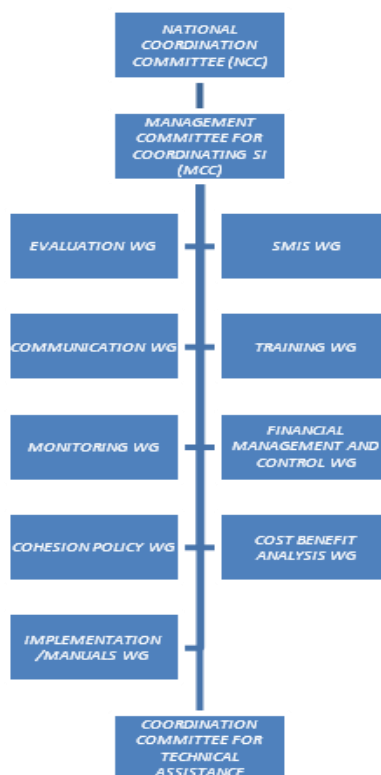 NATIONAL
COORDINATION
COMMITTEE (NCC)
MANAGEMENT
COMMITTEE FOR
COORDINATING SI
(MCC)
EVALUATION WG
SMIS WG
COMMUNICATION WG
TRAINING WG
MONITORING WG
FINANCIAL
MANAGEMENT AND
CONTROL WG
COHESION POLICY WG
COST BENEFIT
ANALYSIS WG
IMPLEMENTATION
/MANUALS WG
COORDINATION
COMMITTEE FOR
TECHNICAL
ASSISTANCE